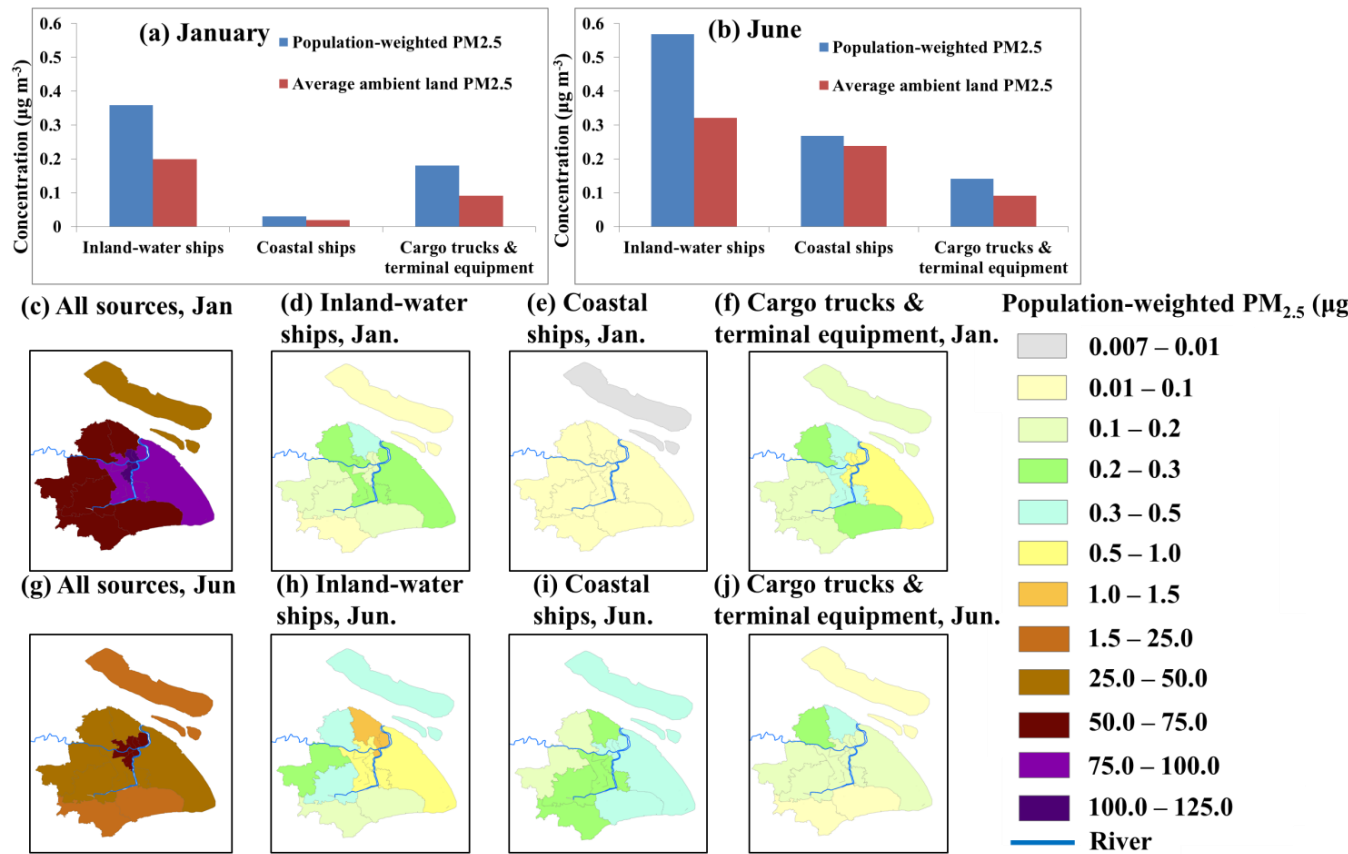 (a) January
Population-weighted PM2.5
Average ambient land PM2.5
Concentration (µg m-3)
0.6
0.5
0.4
0.3
0.2
0.1
0
Inland-water ships
Coastal ships
Cargo trucks &
terminal equipment
(b) June
Population-weighted PM2.5
Average ambient land PM2.5
Concentration (µg m-3)
0.6
0.5
0.4
0.3
0.2
0.1
0
Inland-water ships
Coastal ships
Cargo trucks &
terminal equipment
(c) All sources, Jan
(d) Inland-water
ships, Jan.
(e) Coastal
ships, Jan.
(f) Cargo trucks &
terminal equipment, Jan.
(g) All sources, Jun
(h) Inland-water
ships, Jun.
(i) Coastal
ships, Jun.
(j) Cargo trucks &
terminal equipment, Jun.
Population-weighted PM2.5 (µg
0.007 – 0.01
0.01 – 0.1
0.1 – 0.2
0.2 – 0.3
0.3 – 0.5
0.5 – 1.0
1.0 – 1.5
1.5 – 25.0
25.0 – 50.0
50.0 – 75.0
75.0 – 100.0
100.0 – 125.0
River